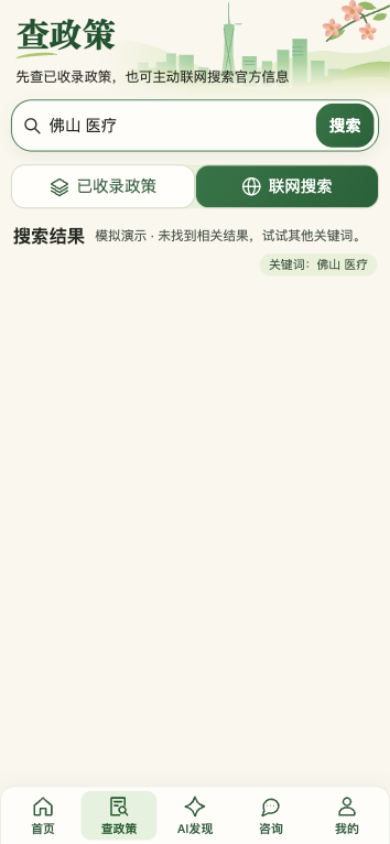 查政策
先查已收录政策，也可主动联网搜索官方信息
佛山 医疗
搜索
已收录政策
联网搜索
搜索结果 模拟演示 · 未找到相关结果，试试其他关键词。
关键词：佛山 医疗
首页
查政策
AI发现
咨询
我的